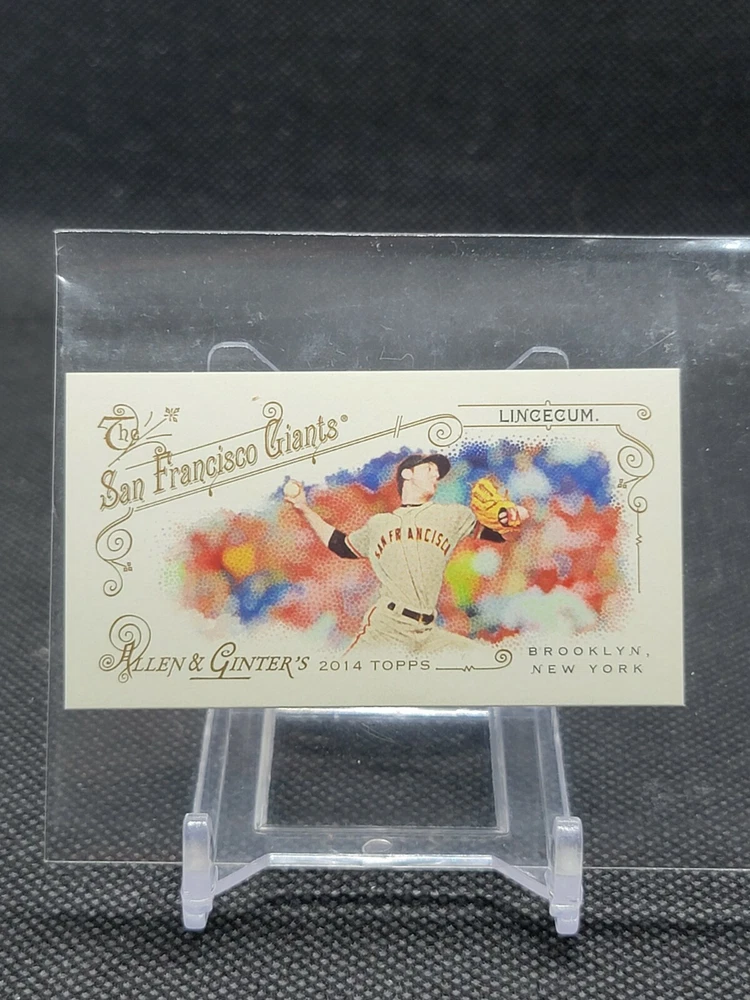 The
San Francisco Giants®
LINCECUM.
SAN FRANCISCO
ALLEN & GINTER'S 2014 TOPPS
BROOKLYN,
NEW YORK